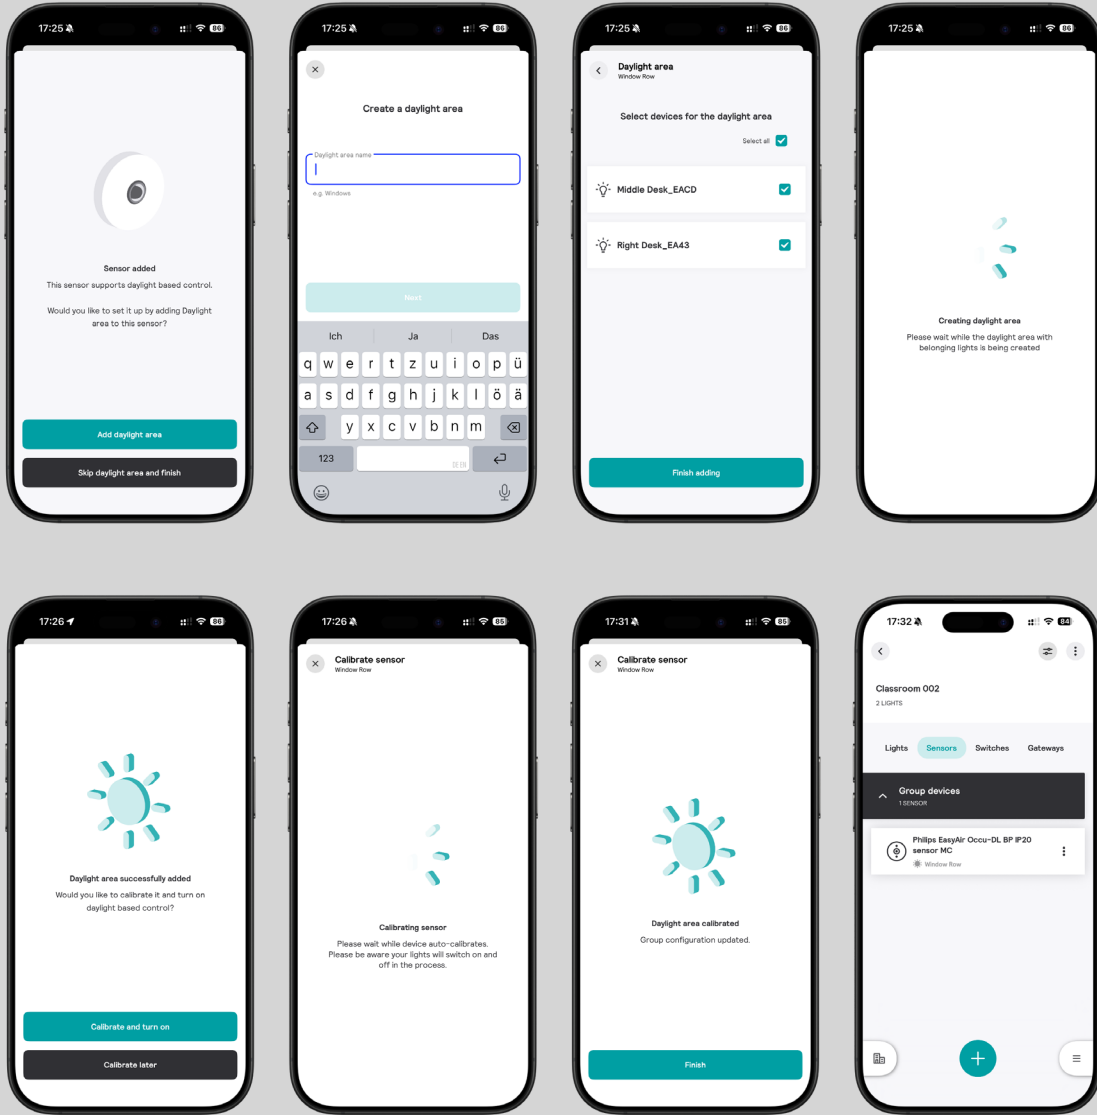 17:25
86
Sensor added
This sensor supports daylight based control.
Would you like to set it up by adding Daylight
area to this sensor?
Add daylight area
Skip daylight area and finish
17:25
86
Create a daylight area
Daylight area name
e.g. Windows
Next
Ich Ja Das
q w e r t z u i o p ü
a s d f g h j k l ö ä
y x c v b n m
123
DE EN
17:25
86
Daylight area
Window Row
Select devices for the daylight area
Select all
Middle Desk_EACD
Right Desk_EA43
Finish adding
17:25
86
Creating daylight area
Please wait while the daylight area with
belonging lights is being created
17:26
86
Daylight area successfully added
Would you like to calibrate it and turn on
daylight based control?
Calibrate and turn on
Calibrate later
17:26
85
Calibrate sensor
Window Row
Calibrating sensor
Please wait while device auto-calibrates.
Please be aware your lights will switch on and
off in the process.
17:31
85
Calibrate sensor
Window Row
Daylight area calibrated
Group configuration updated.
Finish
17:32
84
Classroom 002
2 LIGHTS
Lights Sensors Switches Gateways
Group devices
1 SENSOR
Philips EasyAir Occu-DL BP IP20
sensor MC
Window Row